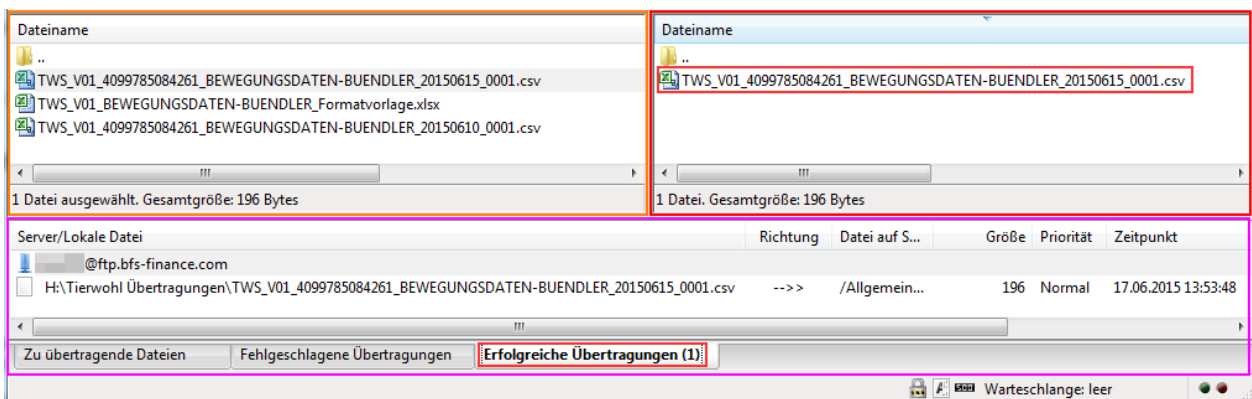 Dateiname
..
TWS_V01_4099785084261_BEWEGUNGSDATEN-BUENDLER_20150615_0001.csv
TWS_V01_BEWEGUNGSDATEN-BUENDLER_Formatvorlage.xlsx
TWS_V01_4099785084261_BEWEGUNGSDATEN-BUENDLER_20150610_0001.csv
1 Datei ausgewählt. Gesamtgröße: 196 Bytes
Dateiname
..
TWS_V01_4099785084261_BEWEGUNGSDATEN-BUENDLER_20150615_0001.csv
1 Datei. Gesamtgröße: 196 Bytes
Server/Lokale Datei Richtung Datei auf S... Größe Priorität Zeitpunkt
@ftp.bfs-finance.com
H:\Tierwohl Übertragungen\TWS_V01_4099785084261_BEWEGUNGSDATEN-BUENDLER_20150615_0001.csv -->> /Allgemein... 196 Normal 17.06.2015 13:53:48
Zu übertragende Dateien Fehlgeschlagene Übertragungen Erfolgreiche Übertragungen (1)
Warteschlange: leer